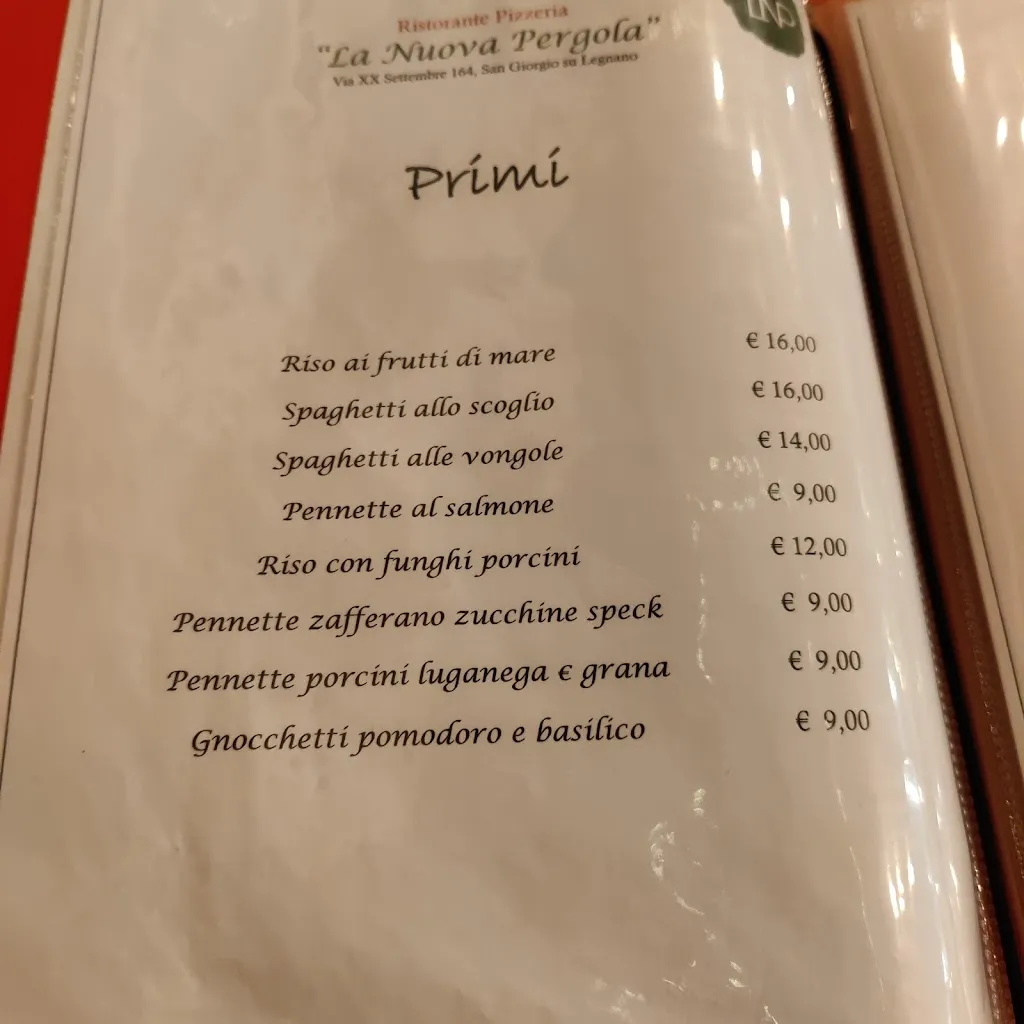 Ristorante Pizzeria
"La Nuova Pergola"
Via XX Settembre 164, San Giorgio su Legnano
LNP
Primi
Riso ai frutti di mare € 16,00
Spaghetti allo scoglio € 16,00
Spaghetti alle vongole € 14,00
Pennette al salmone € 9,00
Riso con funghi porcini € 12,00
Pennette zafferano zucchine speck € 9,00
Pennette porcini luganega € grana € 9,00
Gnocchetti pomodoro e basilico € 9,00